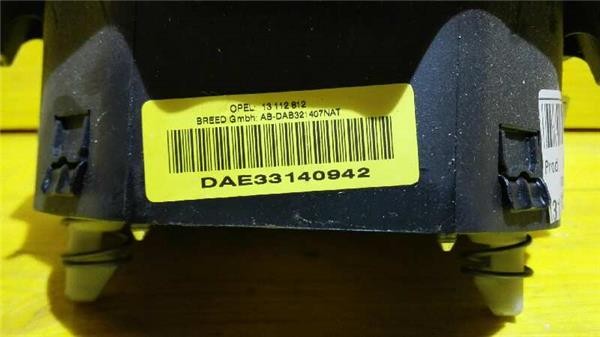 OPEL 13 112 812
BREED Gmbh: AB-DAB321407NAT
DAE33140942